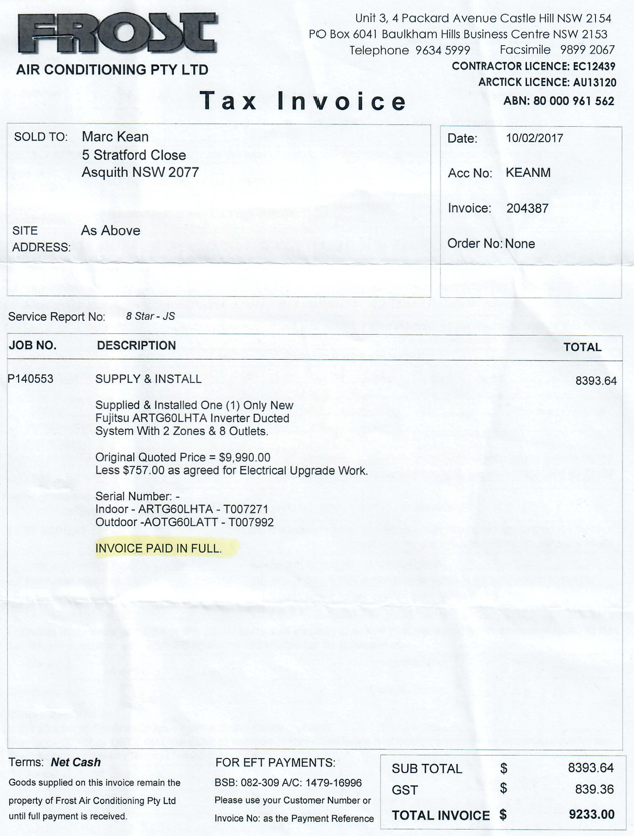 FROST
AIR CONDITIONING PTY LTD
Unit 3, 4 Packard Avenue Castle Hill NSW 2154
PO Box 6041 Baulkham Hills Business Centre NSW 2153
Telephone 9634 5999 Facsimile 9899 2067
CONTRACTOR LICENCE: EC12439
ARCTICK LICENCE: AU13120
ABN: 80 000 961 562
Tax Invoice
SOLD TO: Marc Kean
5 Stratford Close
Asquith NSW 2077
SITE ADDRESS: As Above
Date: 10/02/2017
Acc No: KEANM
Invoice: 204387
Order No: None
Service Report No: 8 Star - JS
JOB NO. DESCRIPTION TOTAL
P140553 SUPPLY & INSTALL 8393.64
Supplied & Installed One (1) Only New
Fujitsu ARTG60LHTA Inverter Ducted
System With 2 Zones & 8 Outlets.
Original Quoted Price = $9,990.00
Less $757.00 as agreed for Electrical Upgrade Work.
Serial Number: -
Indoor - ARTG60LHTA - T007271
Outdoor -AOTG60LATT - T007992
INVOICE PAID IN FULL.
Terms: Net Cash
Goods supplied on this invoice remain the
property of Frost Air Conditioning Pty Ltd
until full payment is received.
FOR EFT PAYMENTS:
BSB: 082-309 A/C: 1479-16996
Please use your Customer Number or
Invoice No: as the Payment Reference
SUB TOTAL $ 8393.64
GST $ 839.36
TOTAL INVOICE $ 9233.00